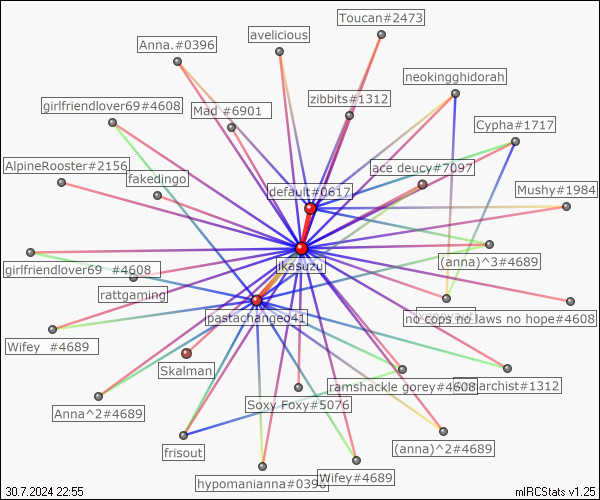 Toucan#2473
avelicious
Anna.#0396
neokingghidorah
zibbits#1312
girlfriendlover69#4608
Mad #6901
Cypha#1717
AlpineRooster#2156
ace deucy#7097
fakedingo
default#0617
Mushy#1984
(anna)^3#4689
jkasuzu
girlfriendlover69 #4608
rattgaming
pastachangeo41
no cops no laws no hope#4608
Wifey #4689
Skalman
ramshackle gorey#4608
#1312
Soxy Foxy#5076
Anna^2#4689
(anna)^2#4689
frisout
Wifey#4689
hypomanianna#0396
30.7.2024 22:55
mIRCStats v1.25